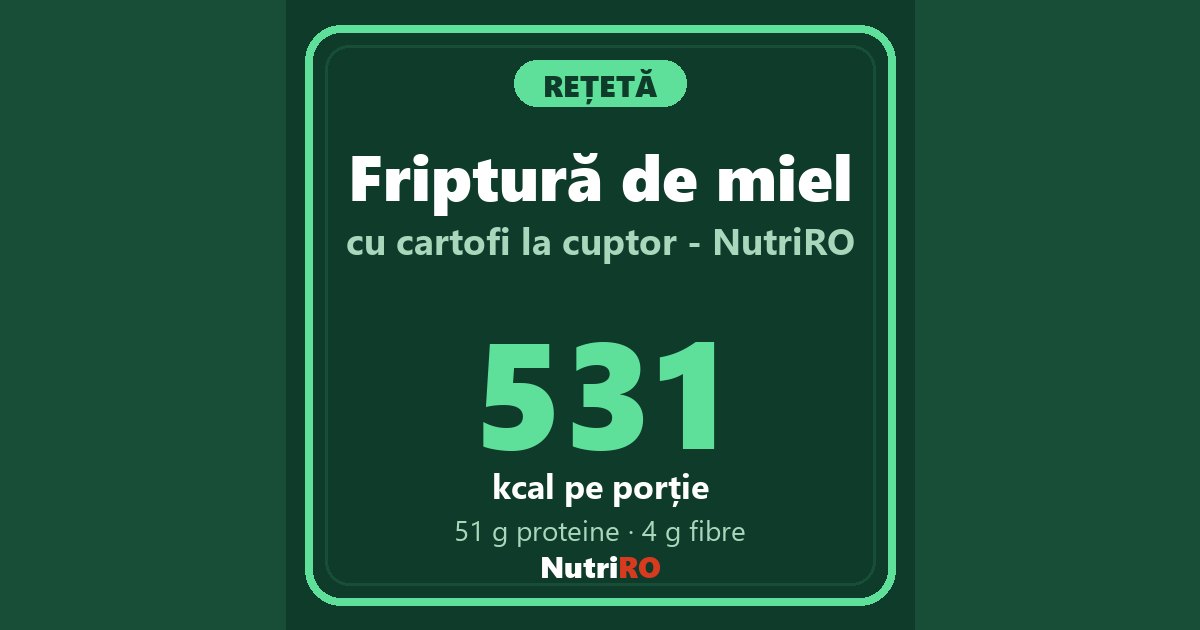 REȚETĂ
Friptură de miel
cu cartofi la cuptor - NutriRO
531
kcal pe porție
51 g proteine · 4 g fibre
NutriRO